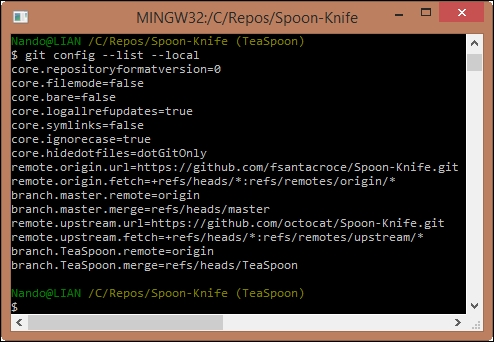 MINGW32:/C/Repos/Spoon-Knife
Nando@LIAN /C/Repos/Spoon-Knife (TeaSpoon)
$ git config --list --local
core.repositoryformatversion=0
core.filemode=false
core.bare=false
core.logallrefupdates=true
core.symlinks=false
core.ignorecase=true
core.hidedotfiles=dotGitOnly
remote.origin.url=https://github.com/fsantacroce/Spoon-Knife.git
remote.origin.fetch=+refs/heads/*:refs/remotes/origin/*
branch.master.remote=origin
branch.master.merge=refs/heads/master
remote.upstream.url=https://github.com/octocat/Spoon-Knife.git
remote.upstream.fetch=+refs/heads/*:refs/remotes/upstream/*
branch.TeaSpoon.remote=origin
branch.TeaSpoon.merge=refs/heads/TeaSpoon
Nando@LIAN /C/Repos/Spoon-Knife (TeaSpoon)
$